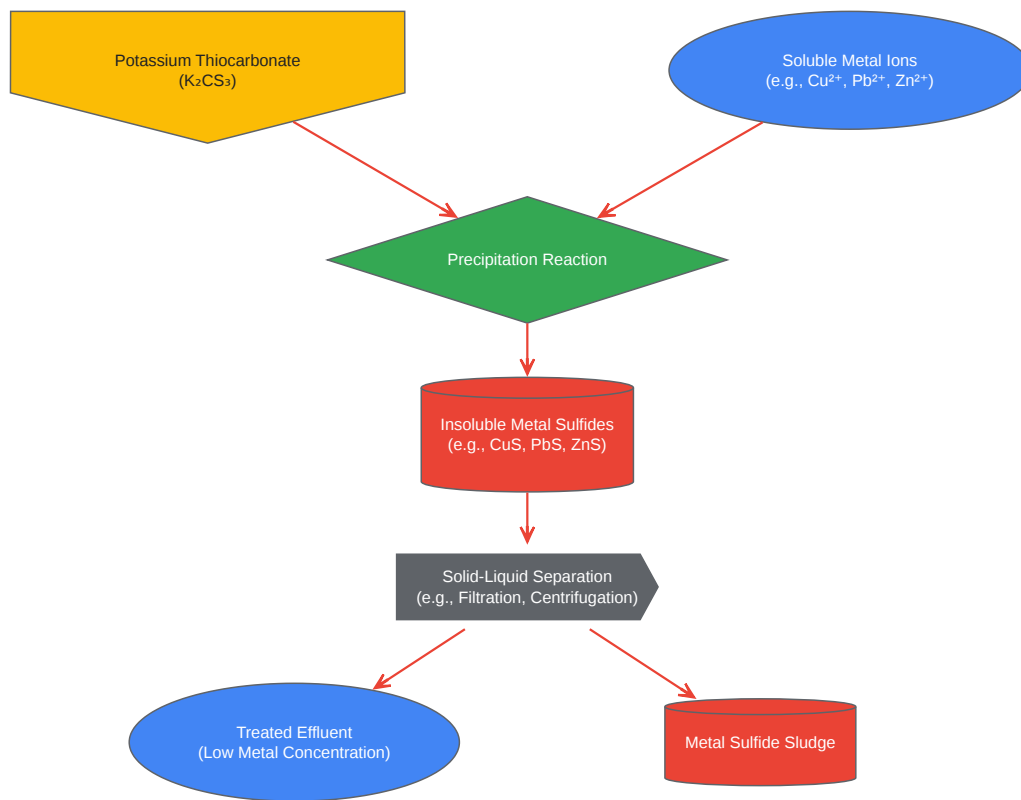 Potassium Thiocarbonate
(K₂CS₃)
Soluble Metal Ions
(e.g., Cu²⁺, Pb²⁺, Zn²⁺)
Precipitation Reaction
Insoluble Metal Sulfides
(e.g., CuS, PbS, ZnS)
Solid-Liquid Separation
(e.g., Filtration, Centrifugation)
Treated Effluent
(Low Metal Concentration)
Metal Sulfide Sludge